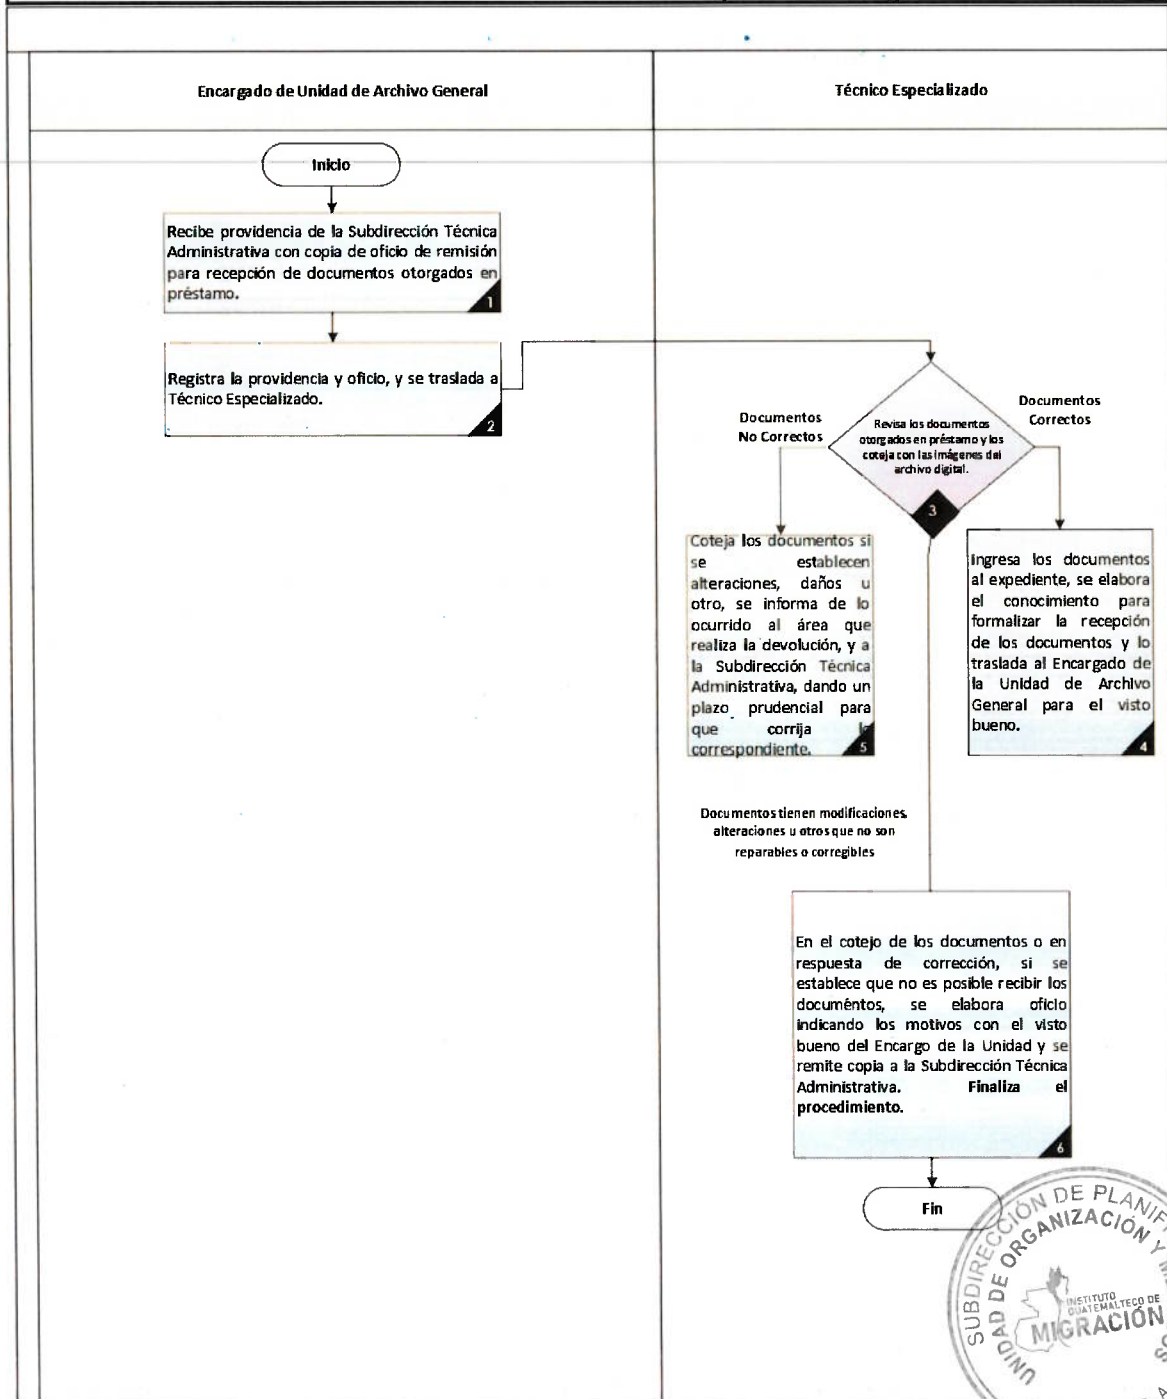 Encargado de Unidad de Archivo General
Técnico Especializado
Inicio
Recibe providencia de la Subdirección Técnica
Administrativa con copia de oficio de remisión
para recepción de documentos otorgados en
préstamo.
1
Registra la providencia y oficio, y se traslada a
Técnico Especializado.
2
Documentos
No Correctos
Revisa los documentos
otorgados en préstamo y los
coteja con las imágenes del
archivo digital.
3
Documentos
Correctos
Coteja los documentos si
se establecen
alteraciones, daños u
otro, se informa de lo
ocurrido al área que
realiza la devolución, y a
la Subdirección Técnica
Administrativa, dando un
plazo prudencial para
que corrija lo
correspondiente.
5
Ingresa los documentos
al expediente, se elabora
el conocimiento para
formalizar la recepción
de los documentos y lo
traslada al Encargado de
la Unidad de Archivo
General para el visto
bueno.
4
Documentos tienen modificaciones,
alteraciones u otros que no son
reparables o corregibles
En el cotejo de los documentos o en
respuesta de corrección, si se
establece que no es posible recibir los
documéntos, se elabora oficio
indicando los motivos con el visto
bueno del Encargo de la Unidad y se
remite copia a la Subdirección Técnica
Administrativa. Finaliza el
procedimiento.
6
Fin
SUBDIRECCIÓN DE PLANIF
UNIDAD DE ORGANIZACIÓN Y
INSTITUTO
GUATEMALTECO DE
MIGRACIÓN